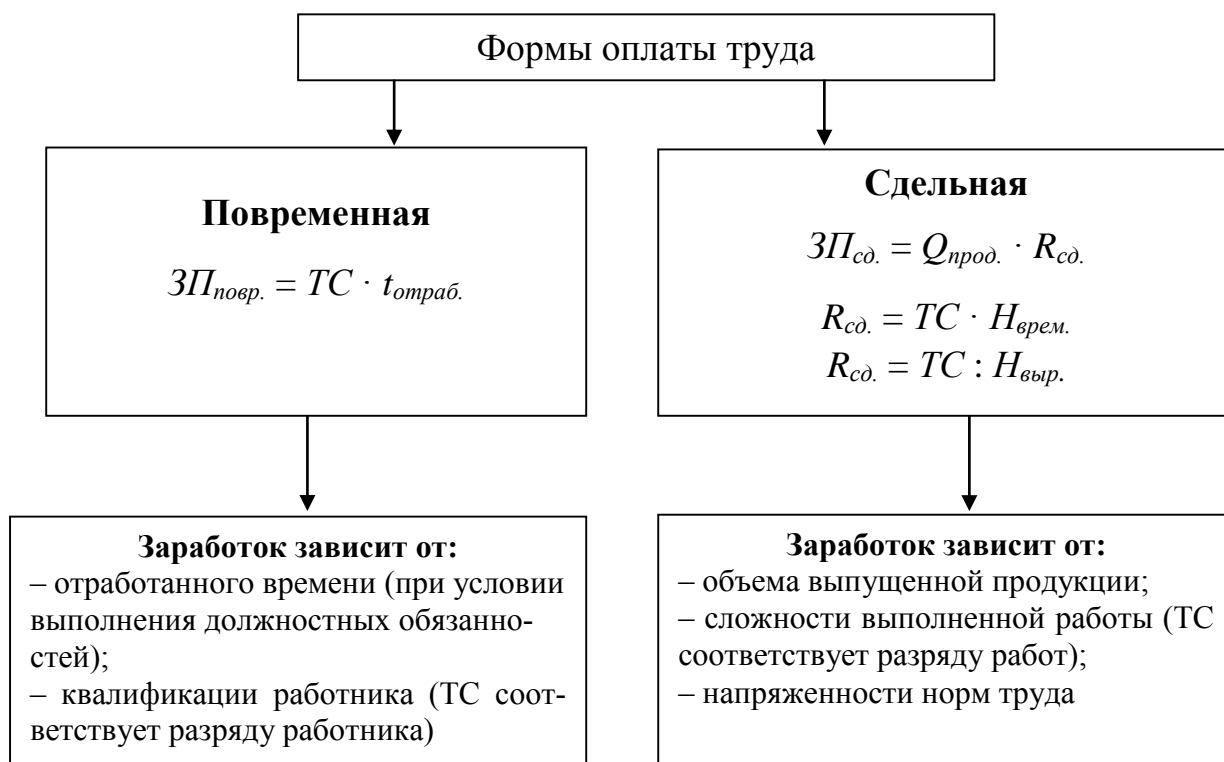 Формы оплаты труда
Повременная
ЗПповр. = ТС · tотраб.
Сдельная
ЗПсд. = Qпрод. · Rсд.
Rсд. = ТС · Нврем.
Rсд. = ТС : Нвыр.
Заработок зависит от:
– отработанного времени (при условии
выполнения должностных обязанно-
стей);
– квалификации работника (ТС соот-
ветствует разряду работника)
Заработок зависит от:
– объема выпущенной продукции;
– сложности выполненной работы (ТС
соответствует разряду работ);
– напряженности норм труда